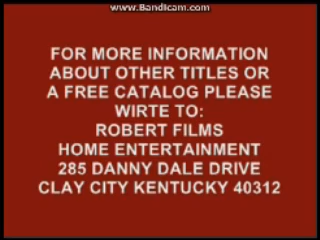 www.Bandicam.com
FOR MORE INFORMATION
ABOUT OTHER TITLES OR
A FREE CATALOG PLEASE
WIRTE TO:
ROBERT FILMS
HOME ENTERTAINMENT
285 DANNY DALE DRIVE
CLAY CITY KENTUCKY 40312